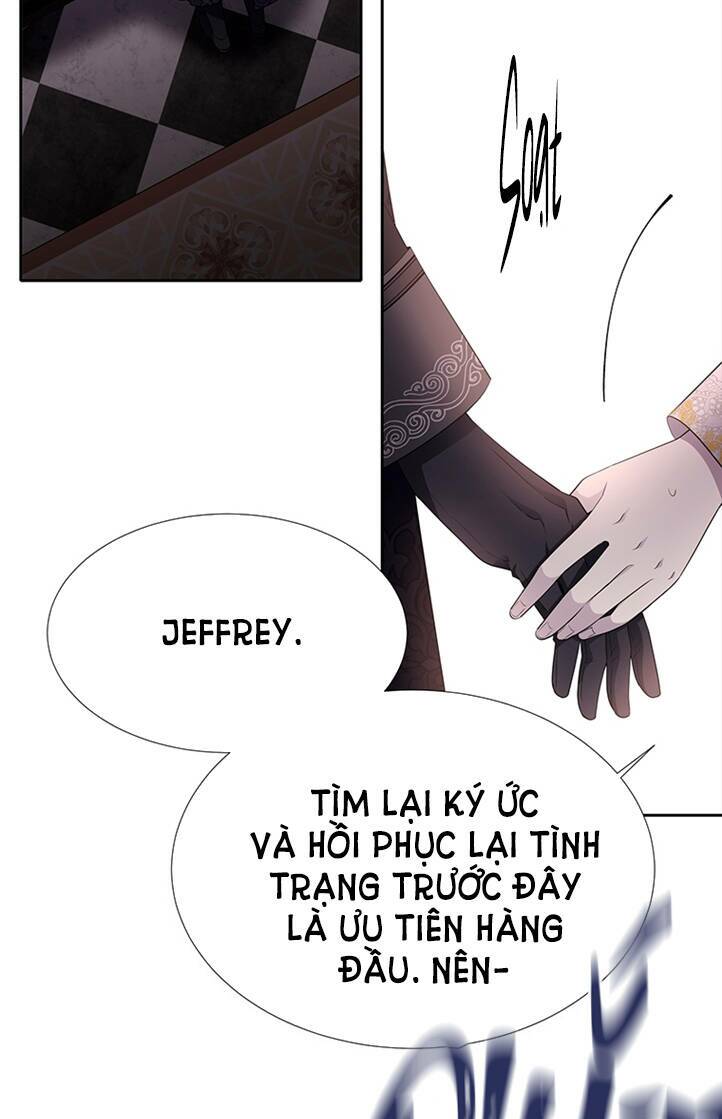 Soạt
JEFFREY.
TÌM LẠI KÝ ỨC
VÀ HỒI PHỤC LẠI TÌNH
TRẠNG TRƯỚC ĐÂY
LÀ ƯU TIÊN HÀNG
ĐẦU. NÊN-